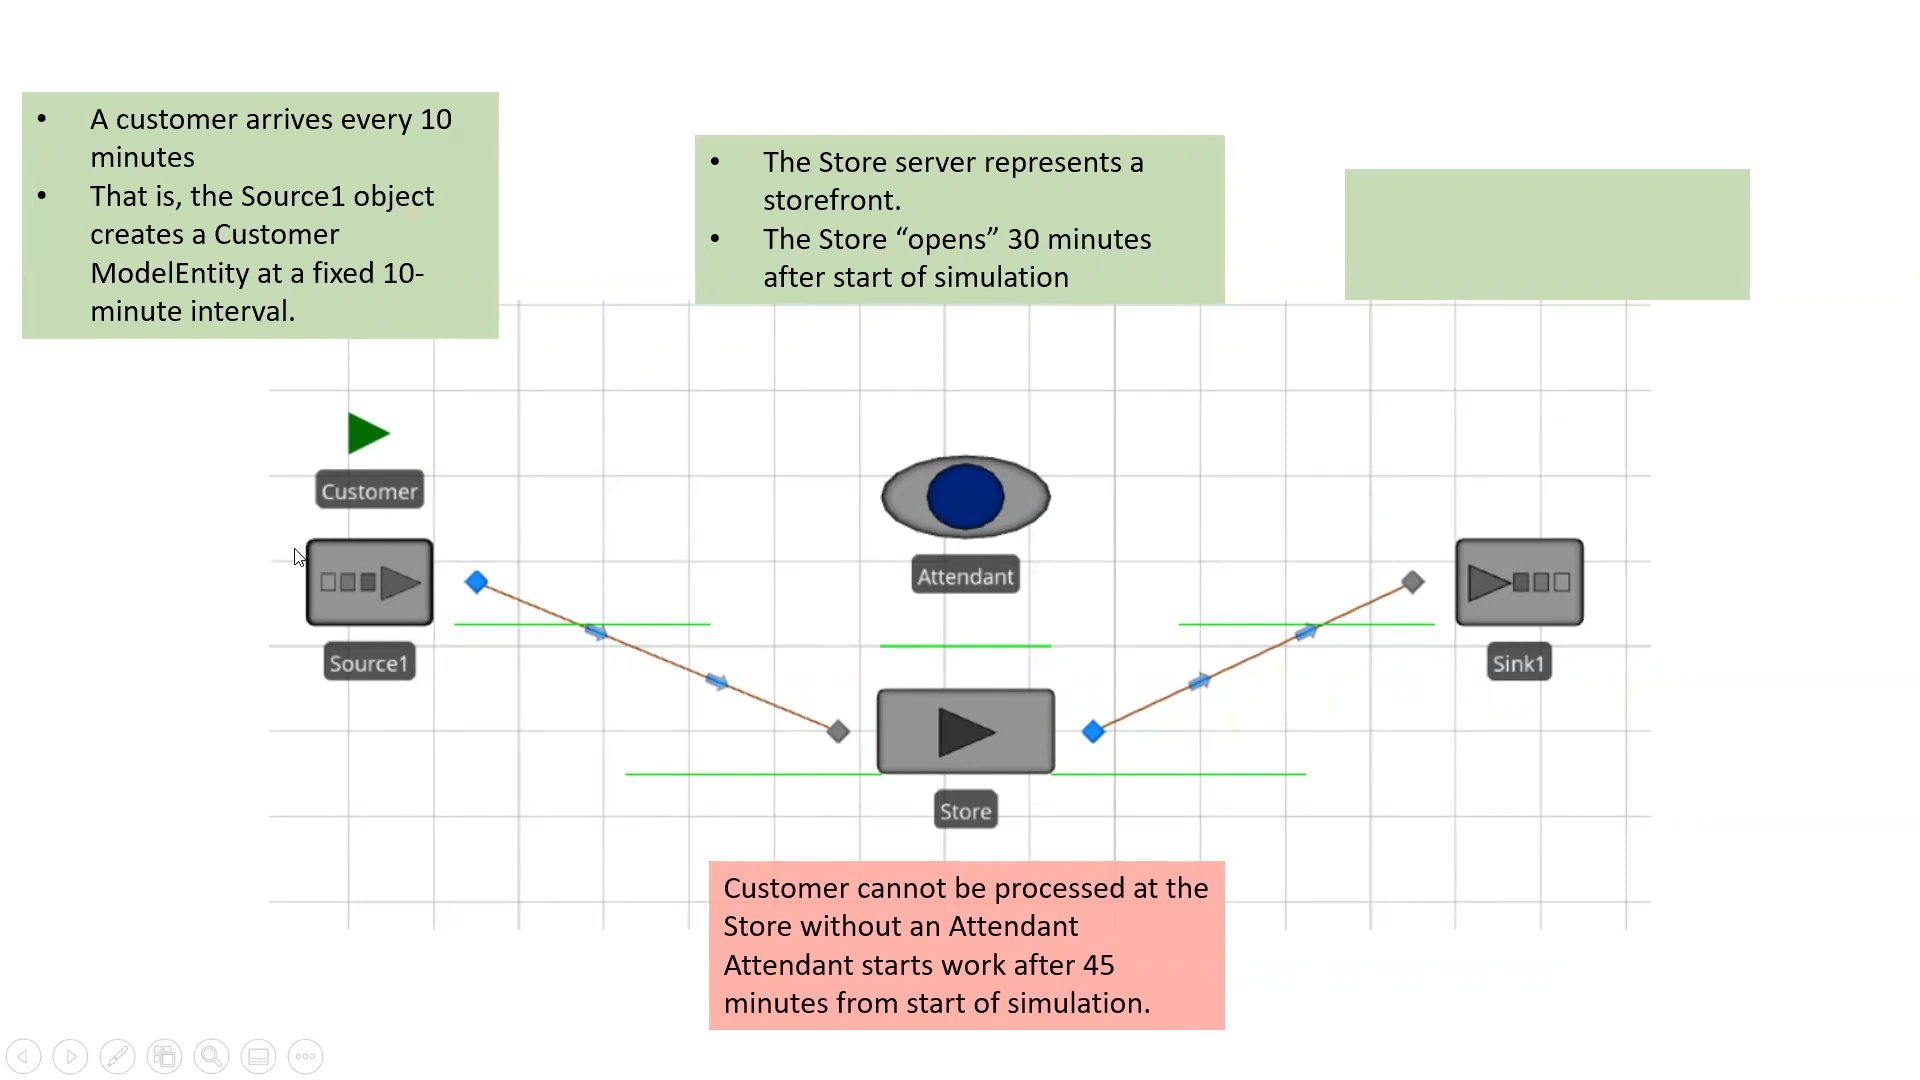 • A customer arrives every 10
minutes
• That is, the Source1 object
creates a Customer
ModelEntity at a fixed 10-
minute interval.
• The Store server represents a
storefront.
• The Store “opens” 30 minutes
after start of simulation
Customer
Source1
Attendant
Store
Sink1
Customer cannot be processed at the
Store without an Attendant
Attendant starts work after 45
minutes from start of simulation.